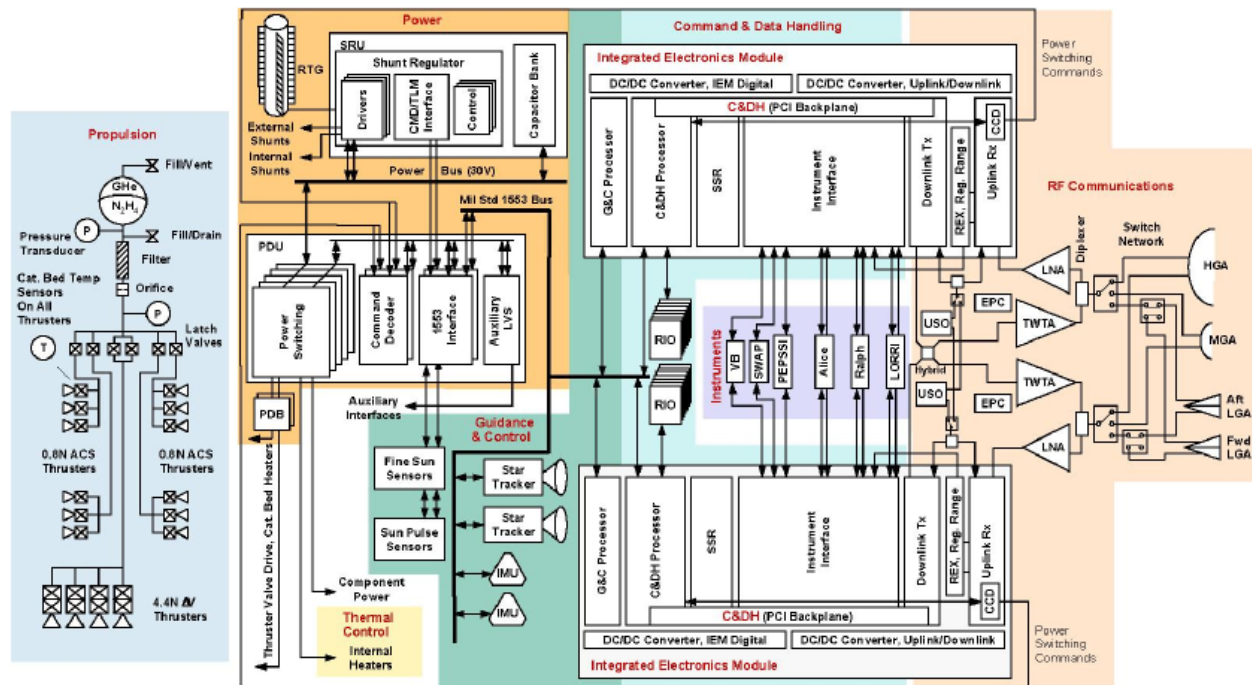 Propulsion
Fill/Vent
GHe
N₂H₄
P
Pressure
Transducer
Fill/Drain
Filter
Cat. Bed Temp
Sensors
On All
Thrusters
Orifice
P
Latch
Valves
T
0.8N ACS
Thrusters
0.8N ACS
Thrusters
4.4N ΔV
Thrusters
Power
RTG
SRU
Shunt Regulator
Drivers
CMD/TLM
Interface
Control
Capacitor Bank
External
Shunts
Internal
Shunts
Power Bus (30V)
Mil Std 1553 Bus
PDU
Power
Switching
Command
Decoder
1553
Interface
Auxiliary
LVS
PDB
Auxiliary
Interfaces
Thruster Valve Drive, Cat. Bed Heaters
Component
Power
Thermal
Control
Internal
Heaters
Guidance
& Control
Fine Sun
Sensors
Sun Pulse
Sensors
Star
Tracker
Star
Tracker
IMU
IMU
Command & Data Handling
Integrated Electronics Module
DC/DC Converter, IEM Digital
DC/DC Converter, Uplink/Downlink
C&DH (PCI Backplane)
G&C Processor
C&DH Processor
SSR
Instrument
Interface
Downlink Tx
REX, Reg. Range
Uplink Rx
CCD
Power
Switching
Commands
RIO
RIO
Instruments
VB
SWAP
PEPSSI
Alice
Ralph
LORRI
RF Communications
LNA
Diplexer
Switch
Network
HGA
EPC
USO
TWTA
MGA
Hybrid
TWTA
USO
EPC
Aft
LGA
LNA
Fwd
LGA
G&C Processor
C&DH Processor
SSR
Instrument
Interface
Downlink Tx
REX, Reg. Range
Uplink Rx
CCD
C&DH (PCI Backplane)
DC/DC Converter, IEM Digital
DC/DC Converter, Uplink/Downlink
Integrated Electronics Module
Power
Switching
Commands